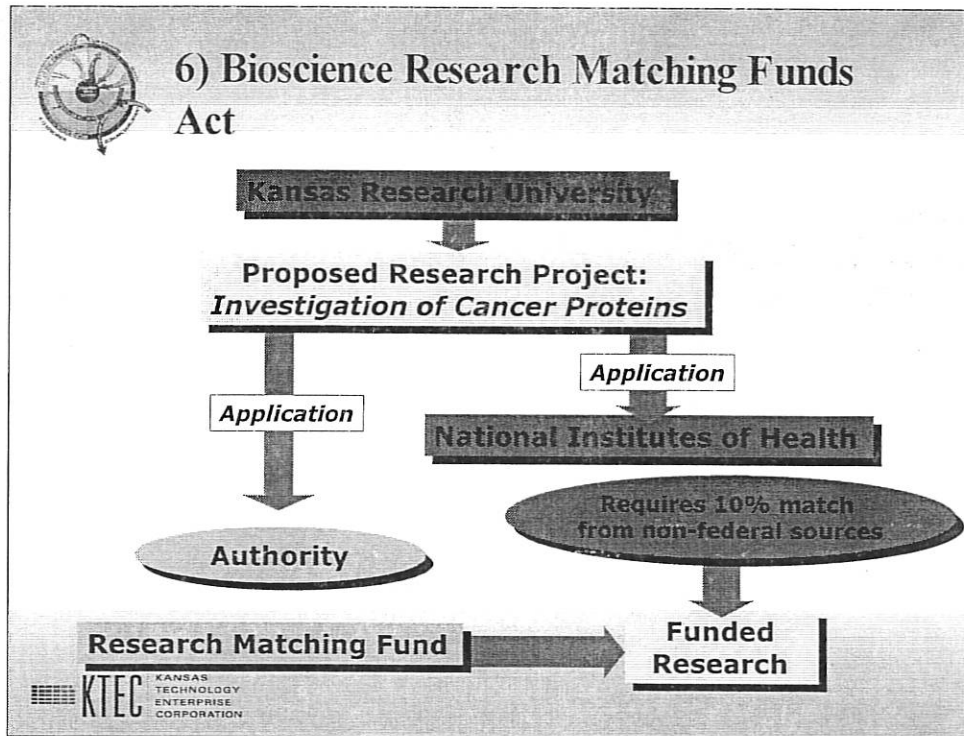 6) Bioscience Research Matching Funds
Act
Kansas Research University
Proposed Research Project:
Investigation of Cancer Proteins
Application
Application
National Institutes of Health
Requires 10% match
from non-federal sources
Authority
Research Matching Fund
Funded
Research
KTEC
KANSAS
TECHNOLOGY
ENTERPRISE
CORPORATION